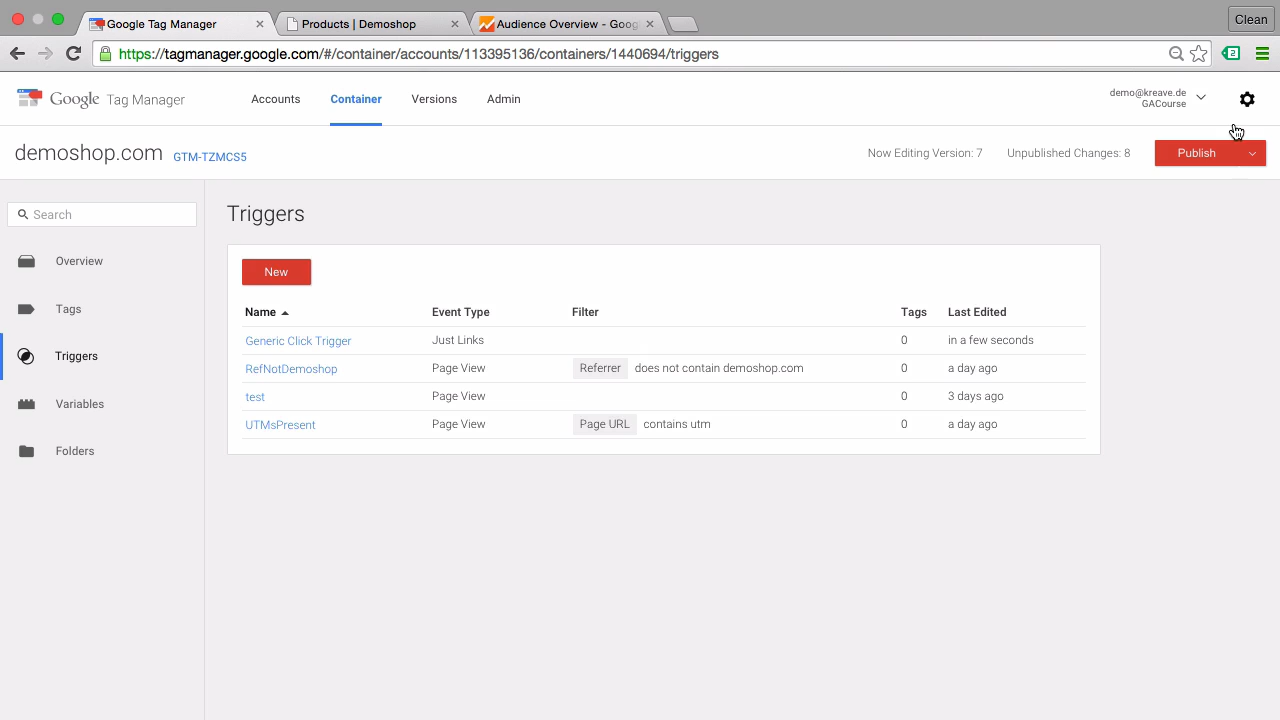 Google Tag Manager
Products | Demoshop
Audience Overview - Goog
Clean
https://tagmanager.google.com/#/container/accounts/113395136/containers/1440694/triggers
2
Google Tag Manager
Accounts
Container
Versions
Admin
demo@kreave.de
GACourse
demoshop.com GTM-TZMCS5
Now Editing Version: 7
Unpublished Changes: 8
Publish
Search
Overview
Tags
Triggers
Variables
Folders
Triggers
New
Name Event Type Filter Tags Last Edited
Generic Click Trigger Just Links 0 in a few seconds
RefNotDemoshop Page View Referrer does not contain demoshop.com 0 a day ago
test Page View 0 3 days ago
UTMsPresent Page View Page URL contains utm 0 a day ago